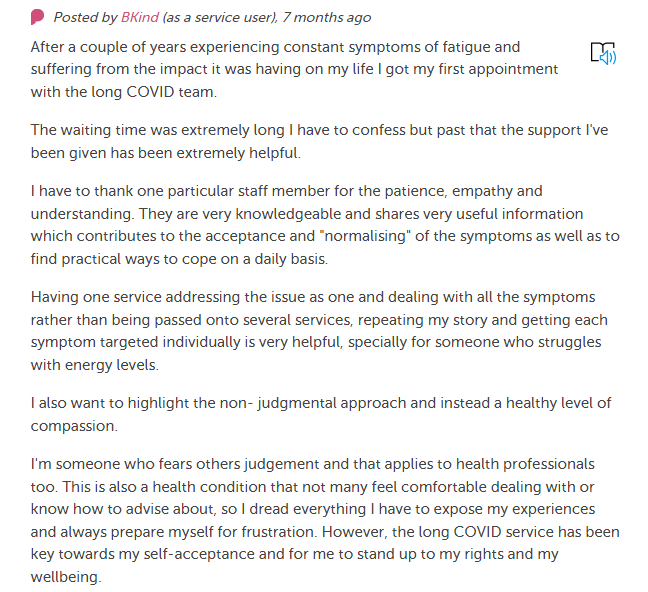 Posted by BKind (as a service user), 7 months ago
After a couple of years experiencing constant symptoms of fatigue and
suffering from the impact it was having on my life I got my first appointment
with the long COVID team.
The waiting time was extremely long I have to confess but past that the support I've
been given has been extremely helpful.
I have to thank one particular staff member for the patience, empathy and
understanding. They are very knowledgeable and shares very useful information
which contributes to the acceptance and "normalising" of the symptoms as well as to
find practical ways to cope on a daily basis.
Having one service addressing the issue as one and dealing with all the symptoms
rather than being passed onto several services, repeating my story and getting each
symptom targeted individually is very helpful, specially for someone who struggles
with energy levels.
I also want to highlight the non- judgmental approach and instead a healthy level of
compassion.
I'm someone who fears others judgement and that applies to health professionals
too. This is also a health condition that not many feel comfortable dealing with or
know how to advise about, so I dread everything I have to expose my experiences
and always prepare myself for frustration. However, the long COVID service has been
key towards my self-acceptance and for me to stand up to my rights and my
wellbeing.